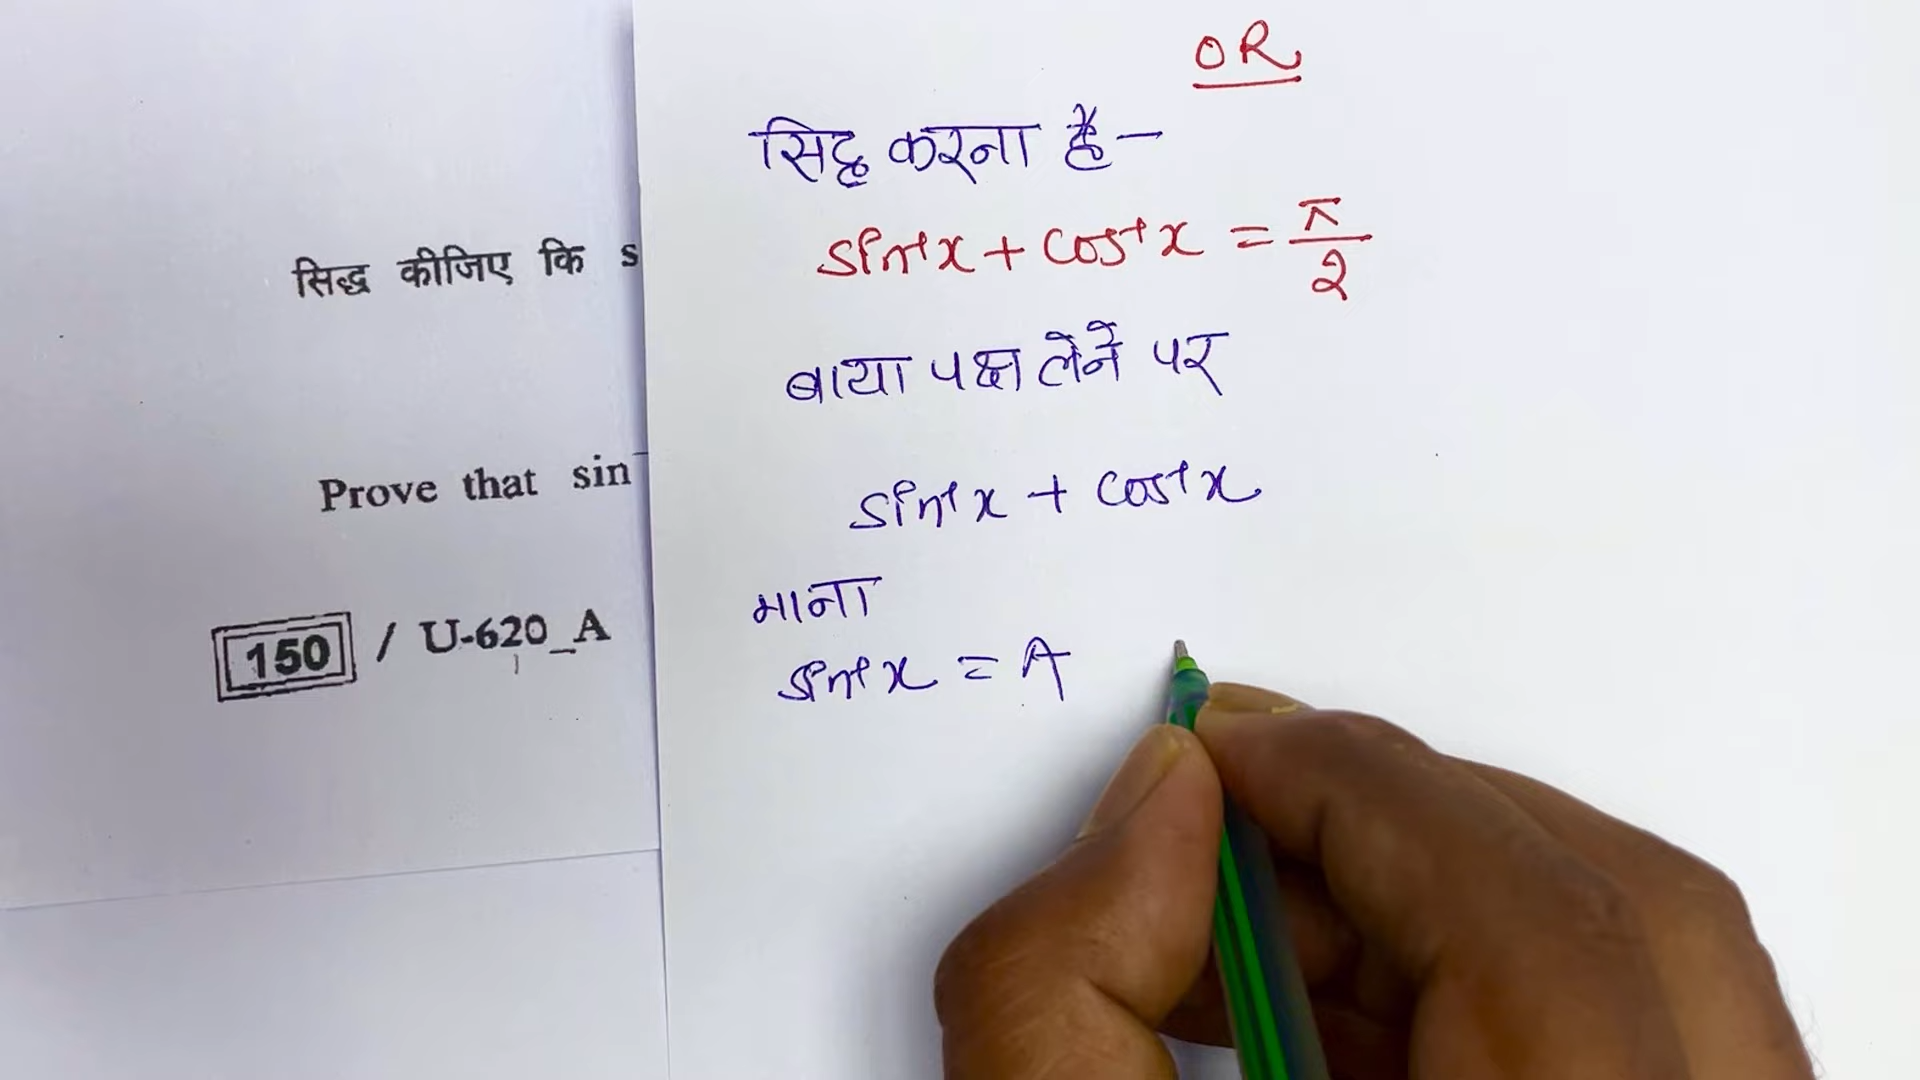 सिद्ध कीजिए कि s
Prove that sin⁻
150 / U-620_A
OR
सिद्ध करना है-
sin⁻¹x + cos⁻¹x = π/2
बाया पक्ष लेने पर
sin⁻¹x + cos⁻¹x
माना
sin⁻¹x = A